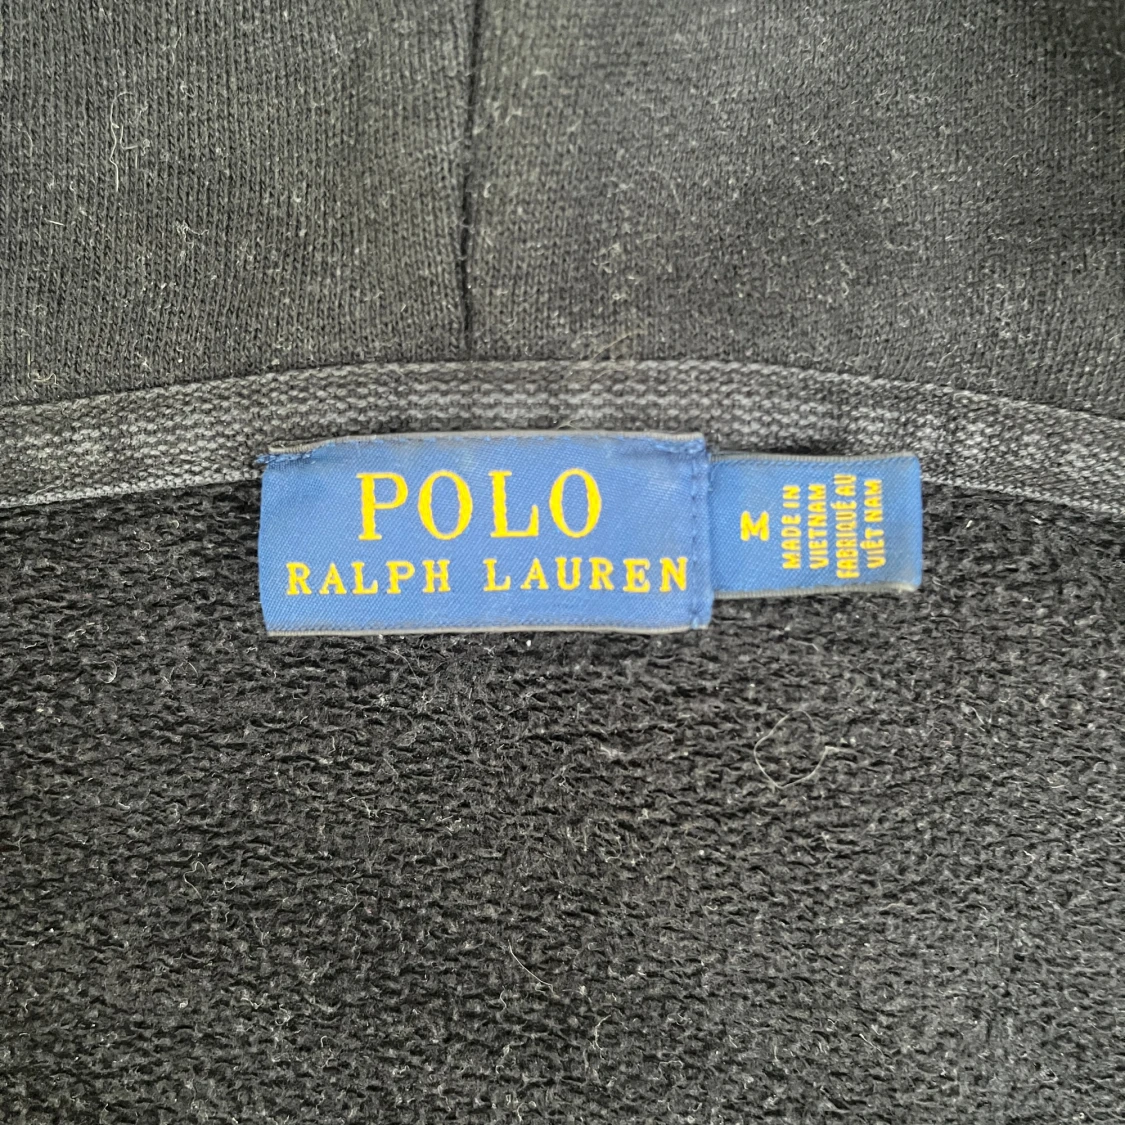 POLO
RALPH LAUREN
M
MADE IN
VIETNAM
FABRIQUÉ AU
VIÊT NAM